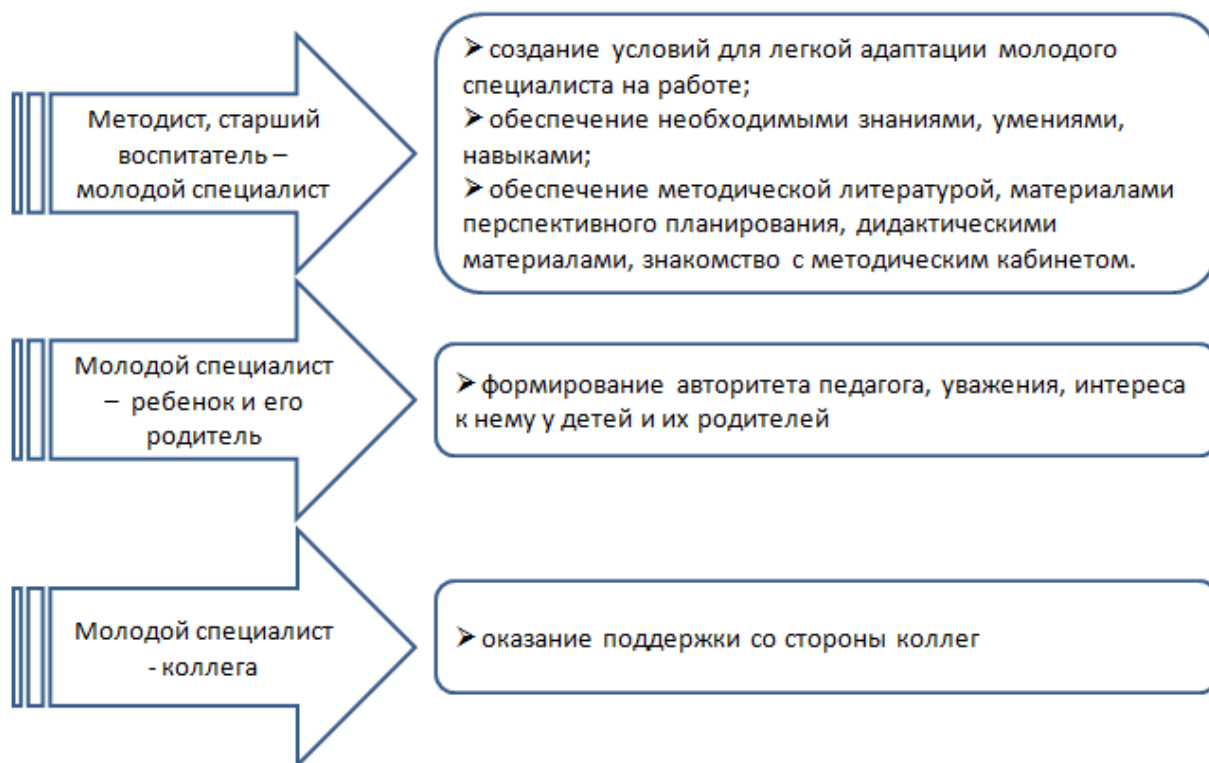 Методист, старший
воспитатель –
молодой специалист
➤ создание условий для легкой адаптации молодого
специалиста на работе;
➤ обеспечение необходимыми знаниями, умениями,
навыками;
➤ обеспечение методической литературой, материалами
перспективного планирования, дидактическими
материалами, знакомство с методическим кабинетом.
Молодой специалист
– ребенок и его
родитель
➤ формирование авторитета педагога, уважения, интереса
к нему у детей и их родителей
Молодой специалист
- коллега
➤ оказание поддержки со стороны коллег